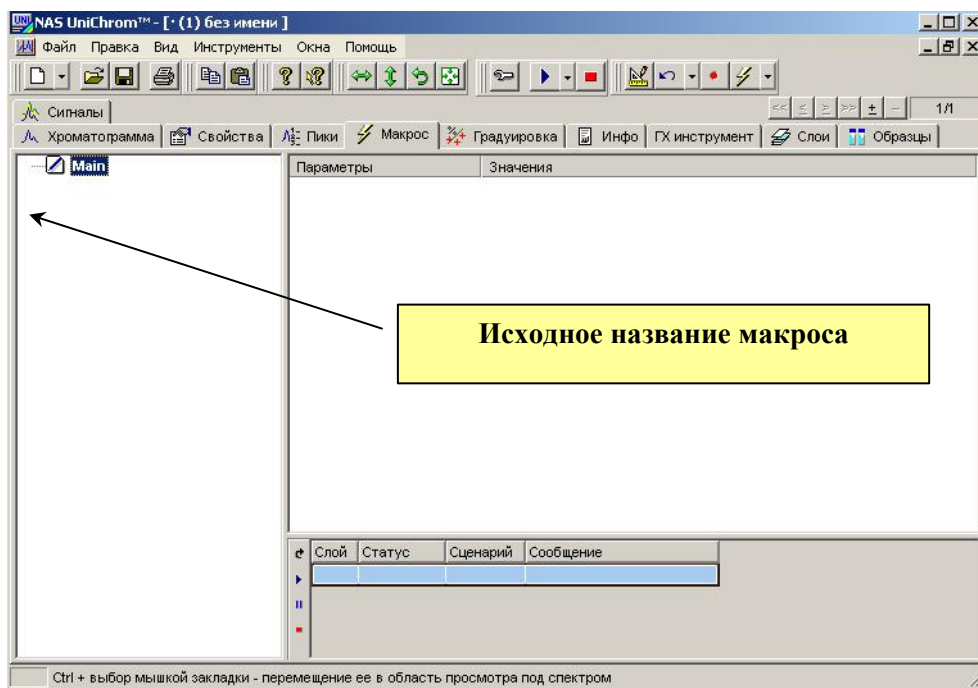 NAS UniChrom™ - [· (1) без имени ]
Файл Правка Вид Инструменты Окна Помощь
Сигналы
<< ≤ ≥ >> ± − 1/1
Хроматограмма Свойства Пики Макрос Градуировка Инфо ГХ инструмент Слои Образцы
Main
Параметры Значения
Исходное название макроса
Слой Статус Сценарий Сообщение
Ctrl + выбор мышкой закладки - перемещение ее в область просмотра под спектром